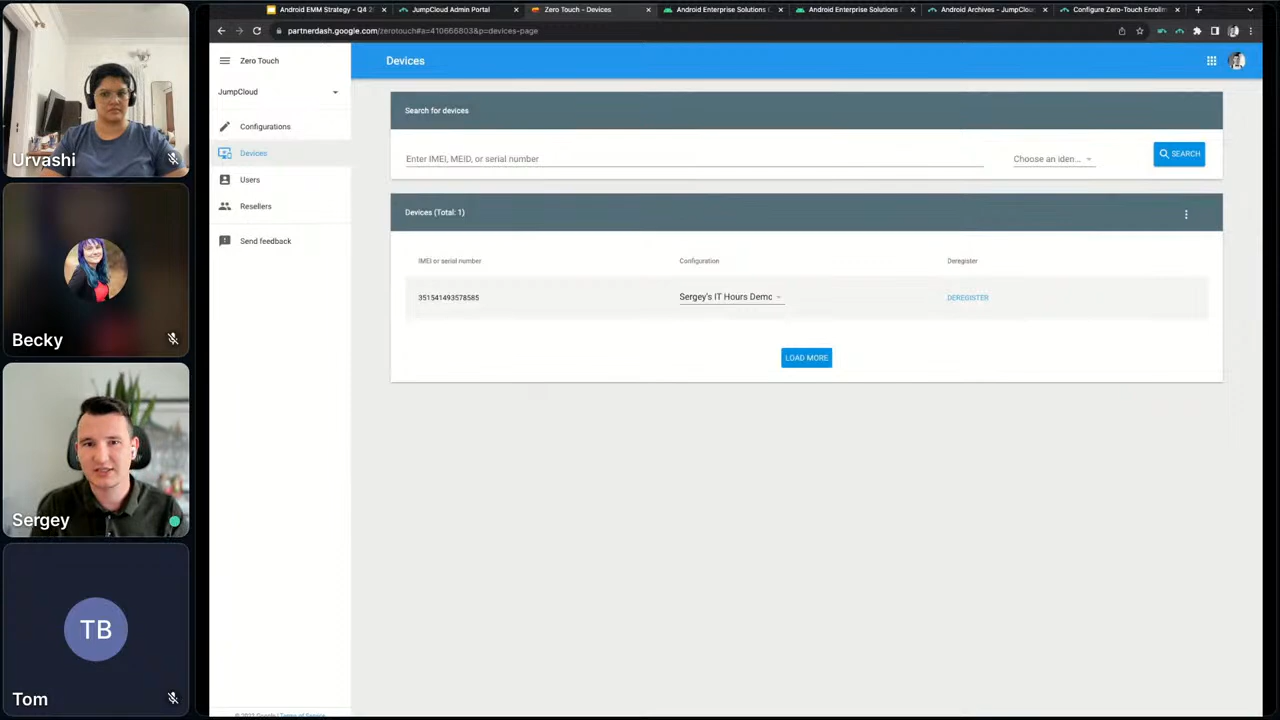 Urvashi
Becky
Sergey
TB
Tom
Android EMM Strategy - Q4 2
JumpCloud Admin Portal
Zero Touch – Devices
Android Enterprise Solutions
Android Enterprise Solutions
Android Archives - JumpCloud
Configure Zero-Touch Enrollm
partnerdash.google.com/zerotouch#a=410666803&p=devices-page
Zero Touch
JumpCloud
Configurations
Devices
Users
Resellers
Send feedback
Devices
Search for devices
Enter IMEI, MEID, or serial number
Choose an iden...
SEARCH
Devices (Total: 1)
IMEI or serial number
Configuration
Deregister
351541493578585
Sergey's IT Hours Demo
DEREGISTER
LOAD MORE
Google | Terms of Service